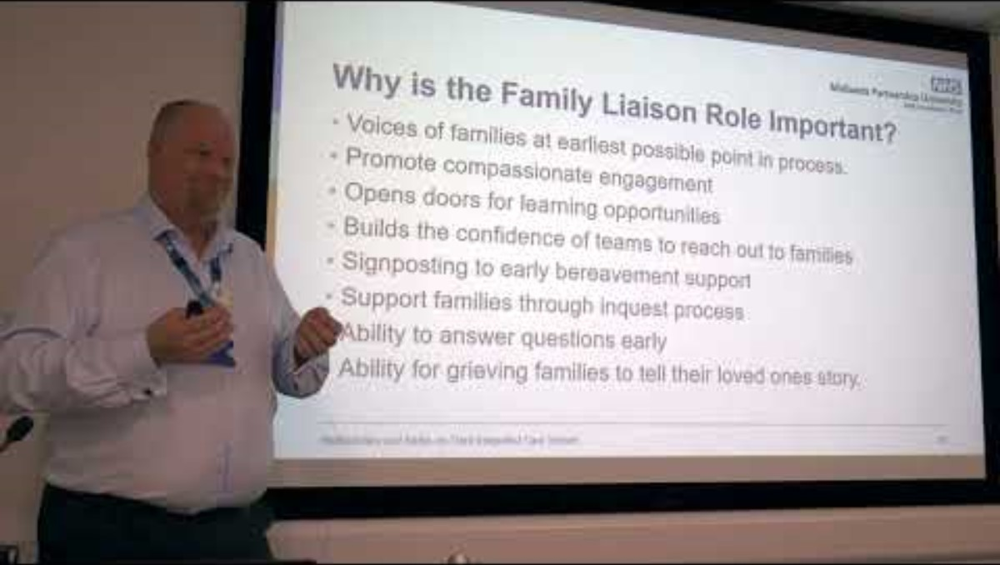 NHS
Midlands Partnership University
Why is the Family Liaison Role Important?
• Voices of families at earliest possible point in process.
• Promote compassionate engagement
• Opens doors for learning opportunities
• Builds the confidence of teams to reach out to families
• Signposting to early bereavement support
• Support families through inquest process
Ability to answer questions early
Ability for grieving families to tell their loved ones story.